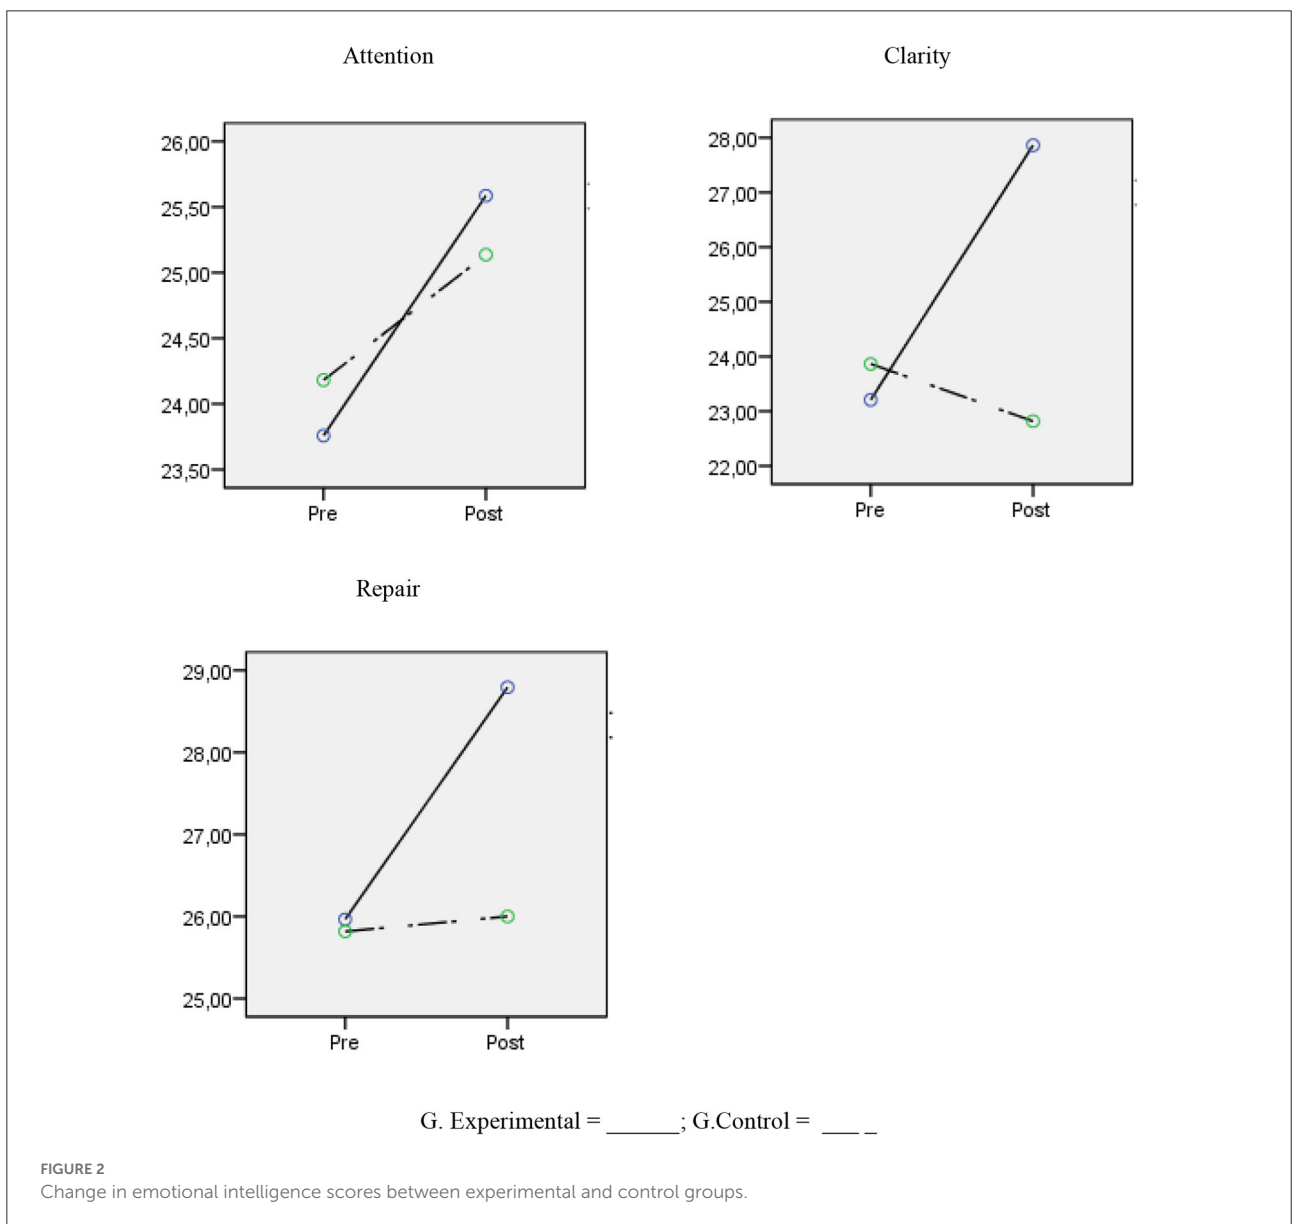 Attention
26,00
25,50
25,00
24,50
24,00
23,50
Pre Post
Clarity
28,00
27,00
26,00
25,00
24,00
23,00
22,00
Pre Post
Repair
29,00
28,00
27,00
26,00
25,00
Pre Post
G. Experimental = ______; G.Control = ___ _
FIGURE 2
Change in emotional intelligence scores between experimental and control groups.